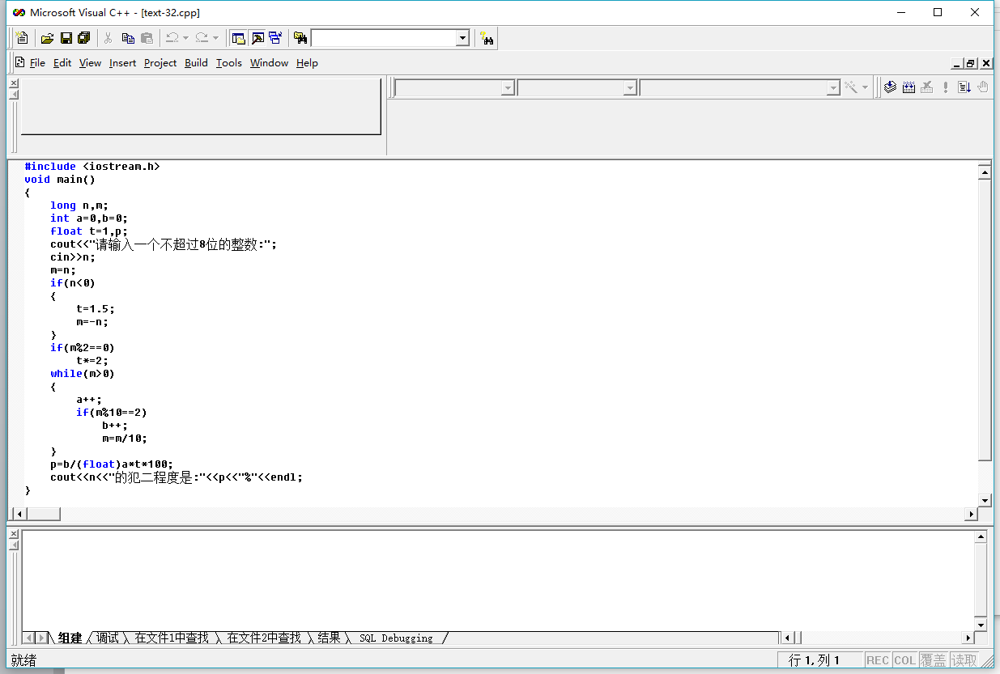 Microsoft Visual C++ - [text-32.cpp]
File Edit View Insert Project Build Tools Window Help
#include <iostream.h>
void main()
{
long n,m;
int a=0,b=0;
float t=1,p;
cout<<"请输入一个不超过8位的整数:";
cin>>n;
m=n;
if(n<0)
{
t=1.5;
m=-n;
}
if(m%2==0)
t*=2;
while(m>0)
{
a++;
if(m%10==2)
b++;
m=m/10;
}
p=b/(float)a*t*100;
cout<<n<<"的犯二程度是:"<<p<<"%"<<endl;
}
组建 调试 在文件1中查找 在文件2中查找 结果 SQL Debugging
就绪 行 1, 列 1 REC COL 覆盖 读取